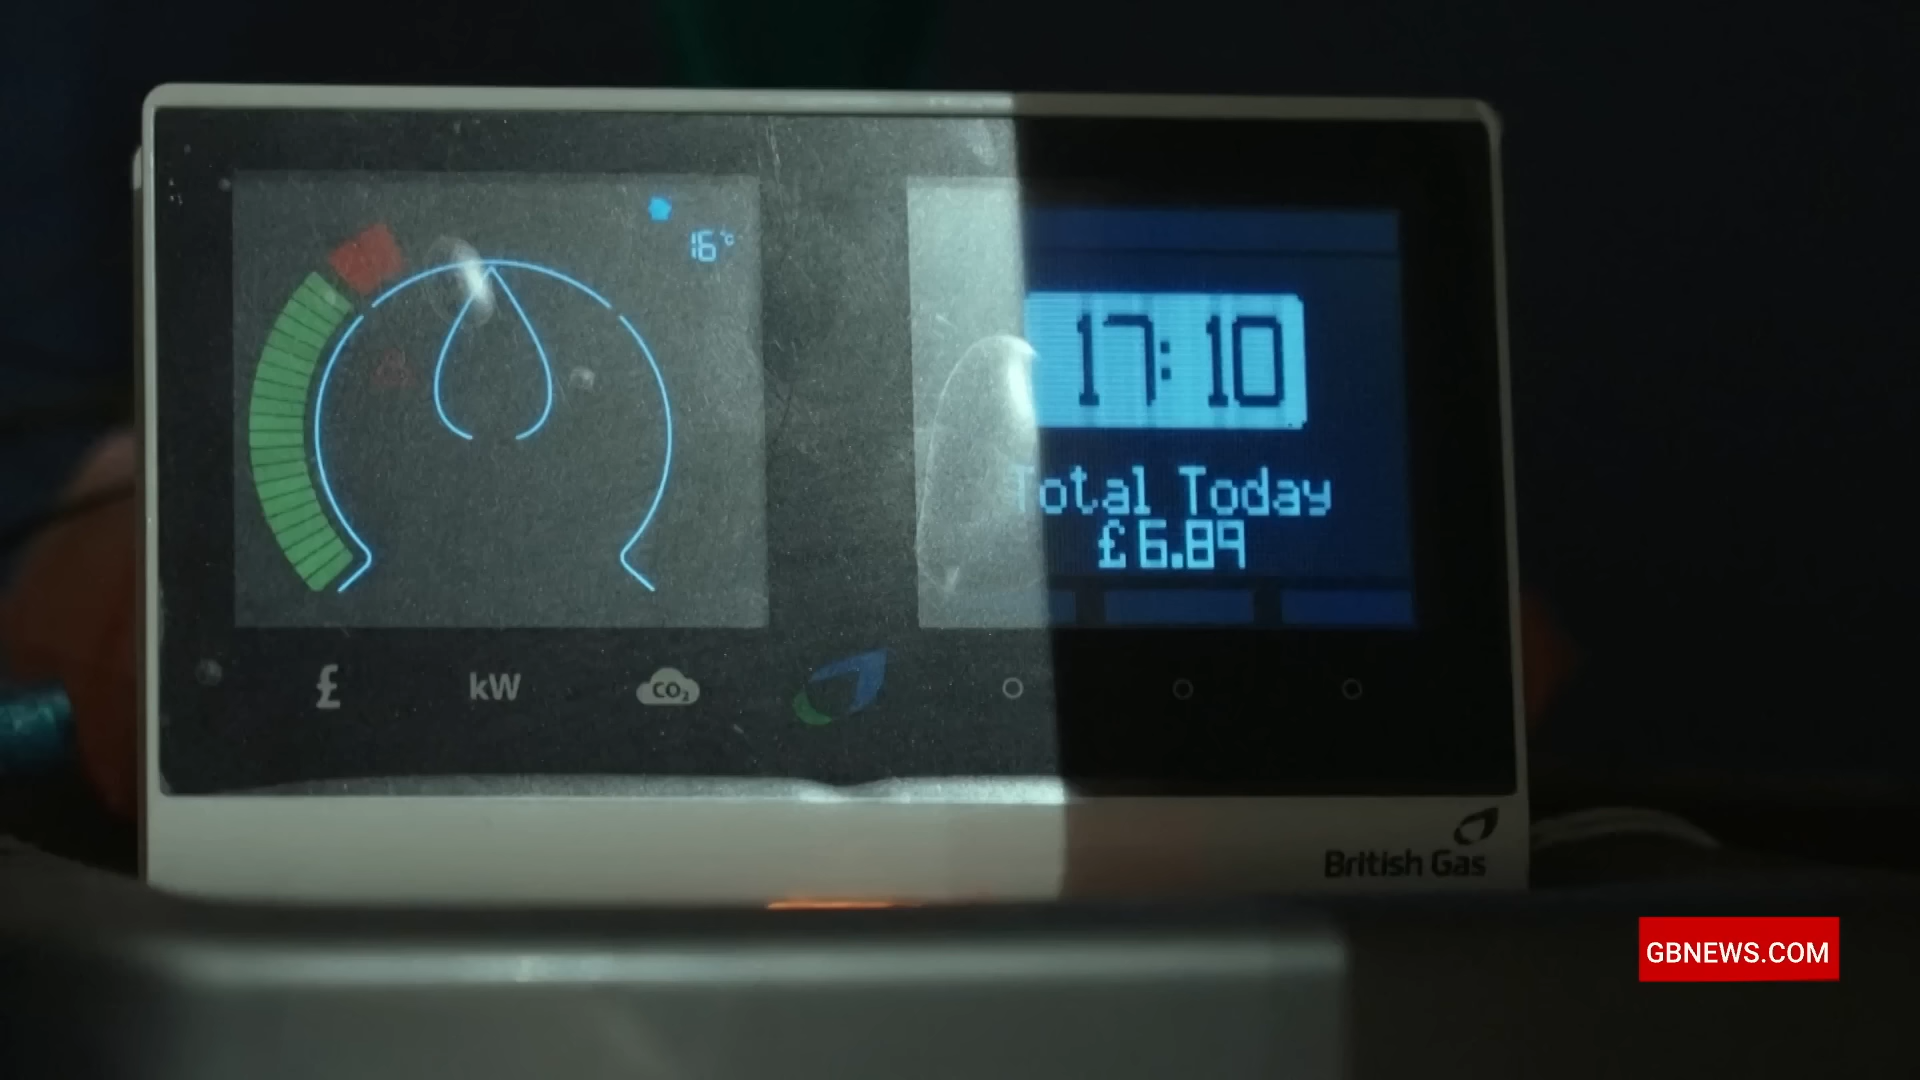 16°C
17:10
Total Today
£6.89
£
kW
CO₂
British Gas
GBNEWS.COM